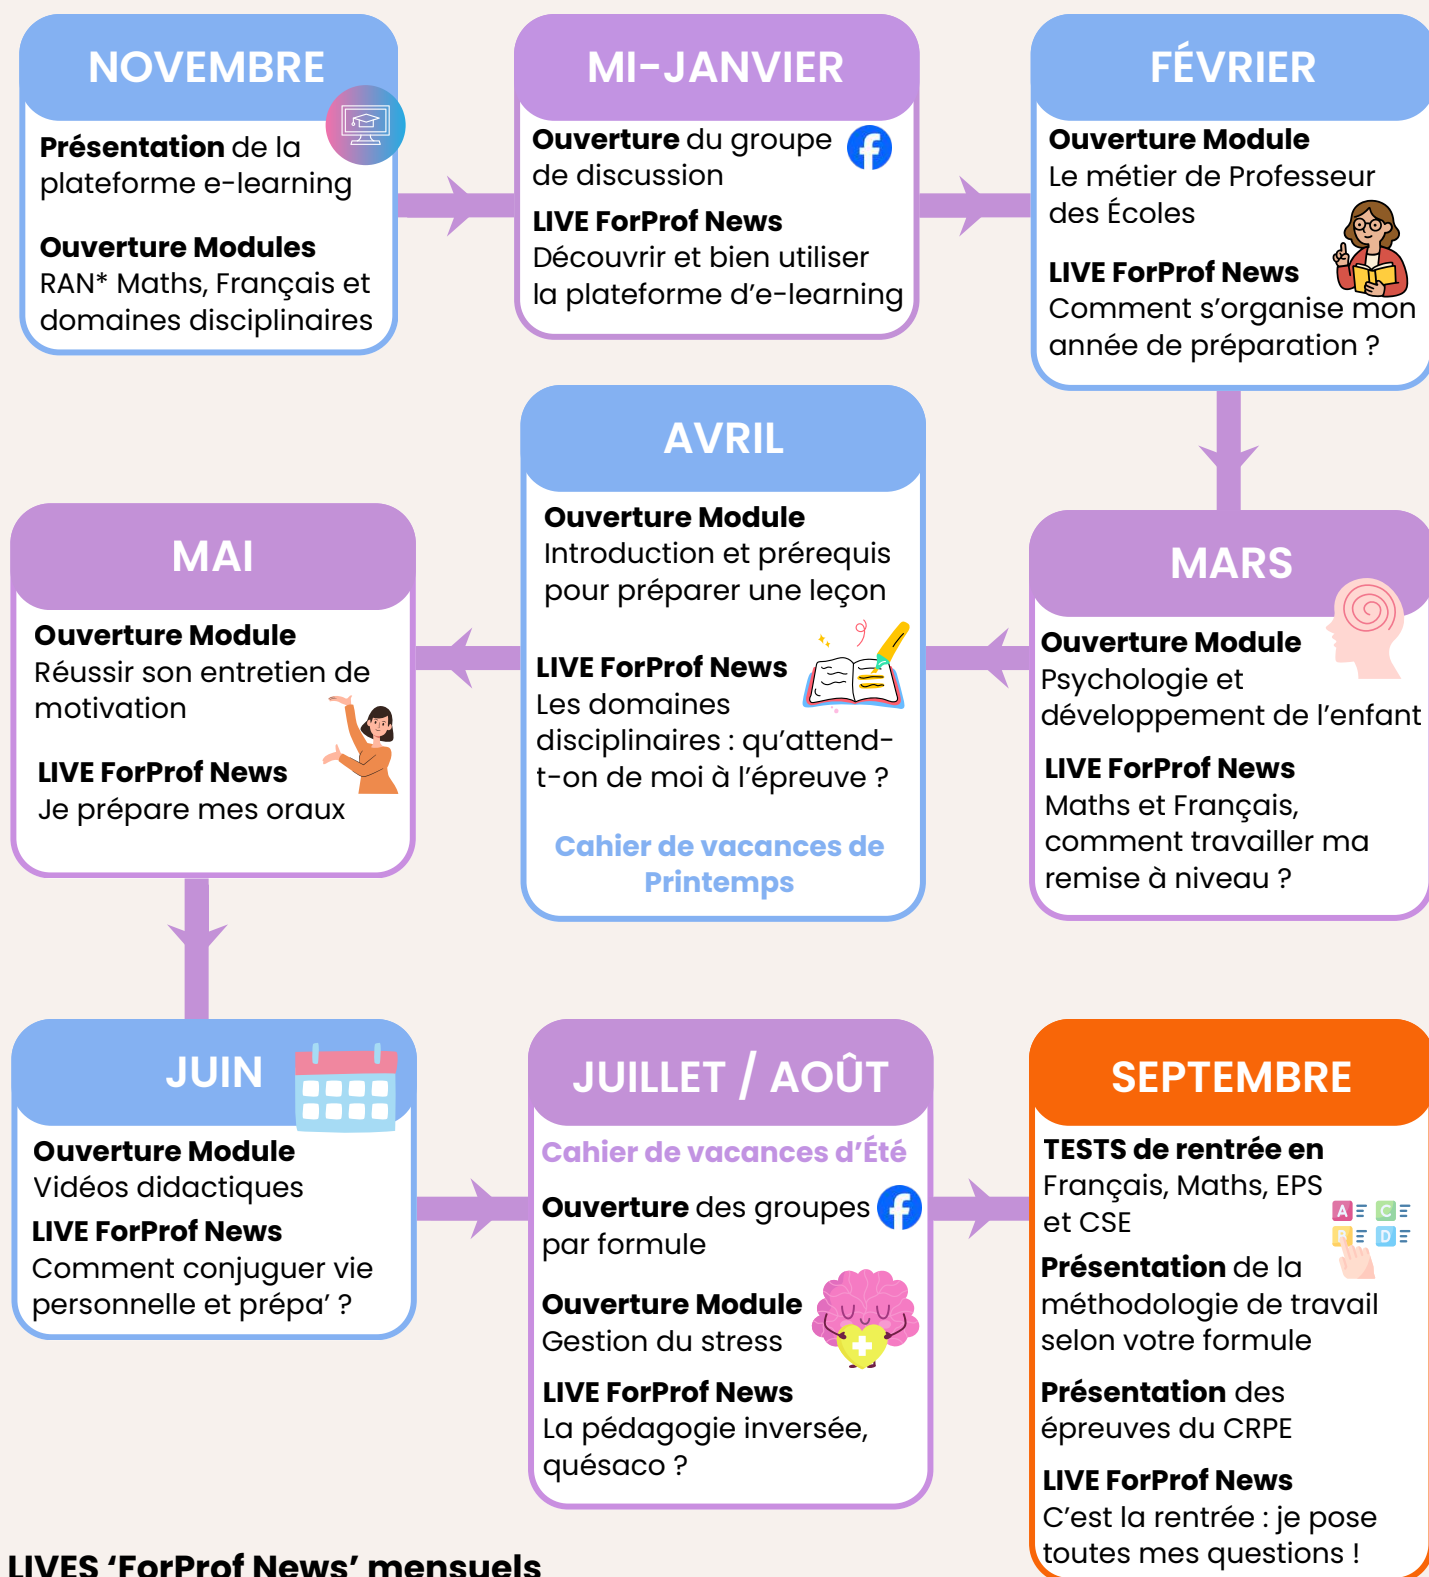 NOVEMBRE
Présentation de la
plateforme e-learning
Ouverture Modules
RAN* Maths, Français et
domaines disciplinaires
MI-JANVIER
Ouverture du groupe
de discussion
LIVE ForProf News
Découvrir et bien utiliser
la plateforme d'e-learning
FÉVRIER
Ouverture Module
Le métier de Professeur
des Écoles
LIVE ForProf News
Comment s'organise mon
année de préparation ?
MARS
Ouverture Module
Psychologie et
développement de l'enfant
LIVE ForProf News
Maths et Français,
comment travailler ma
remise à niveau ?
AVRIL
Ouverture Module
Introduction et prérequis
pour préparer une leçon
LIVE ForProf News
Les domaines
disciplinaires : qu'attend-
t-on de moi à l'épreuve ?
Cahier de vacances de
Printemps
MAI
Ouverture Module
Réussir son entretien de
motivation
LIVE ForProf News
Je prépare mes oraux
JUIN
Ouverture Module
Vidéos didactiques
LIVE ForProf News
Comment conjuguer vie
personnelle et prépa' ?
JUILLET / AOÛT
Cahier de vacances d'Été
Ouverture des groupes
par formule
Ouverture Module
Gestion du stress
LIVE ForProf News
La pédagogie inversée,
quésaco ?
SEPTEMBRE
TESTS de rentrée en
Français, Maths, EPS
et CSE
A C
B D
Présentation de la
méthodologie de travail
selon votre formule
Présentation des
épreuves du CRPE
LIVE ForProf News
C'est la rentrée : je pose
toutes mes questions !
LIVES 'ForProf News' mensuels